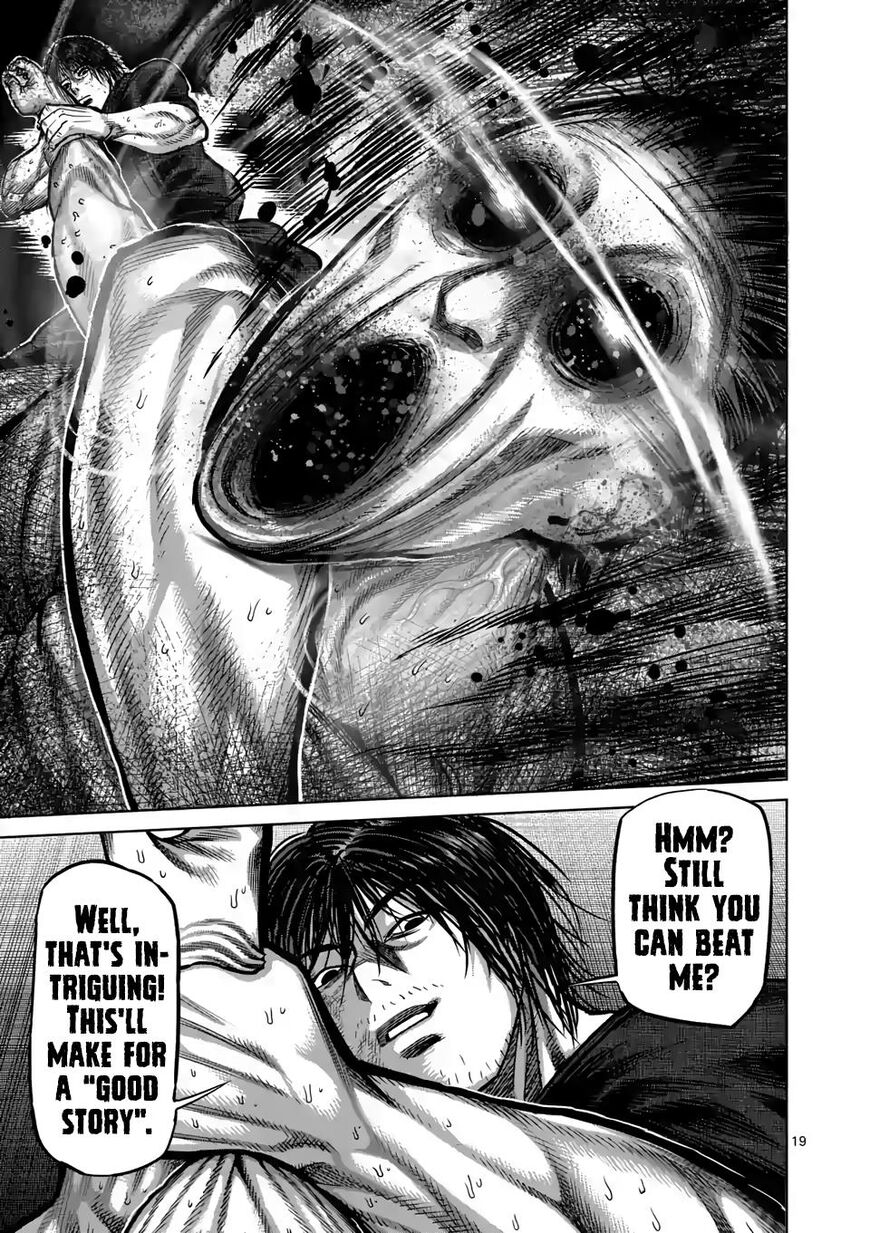 HMM?
STILL
THINK YOU
CAN BEAT
ME?
WELL,
THAT'S IN-
TRIGUING!
THIS'LL
MAKE FOR
A "GOOD
STORY".
19